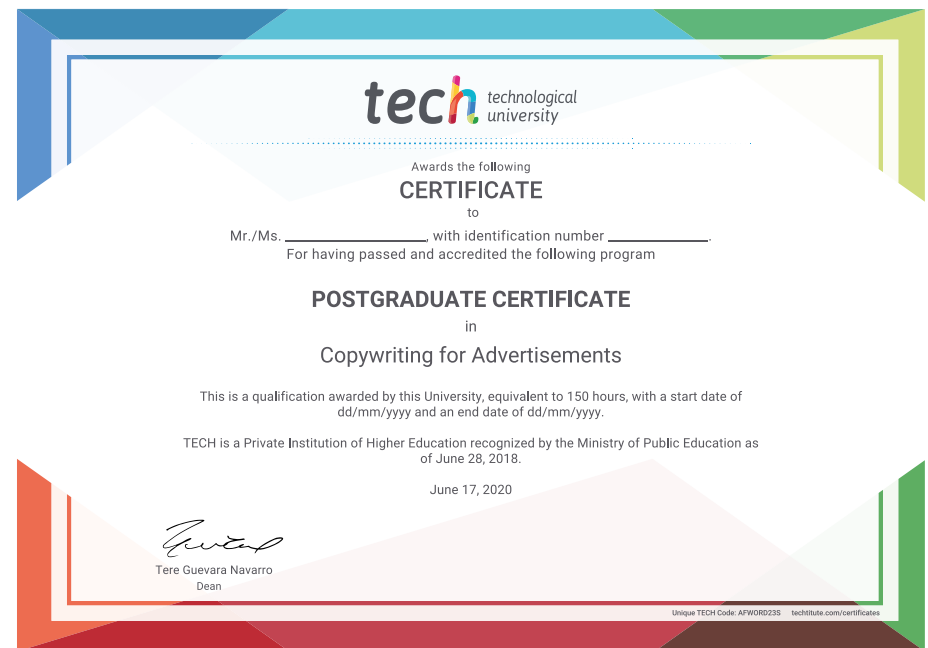 tech technological
university
Awards the following
CERTIFICATE
to
Mr./Ms. ____________________, with identification number ______________.
For having passed and accredited the following program
POSTGRADUATE CERTIFICATE
in
Copywriting for Advertisements
This is a qualification awarded by this University, equivalent to 150 hours, with a start date of
dd/mm/yyyy and an end date of dd/mm/yyyy.
TECH is a Private Institution of Higher Education recognized by the Ministry of Public Education as
of June 28, 2018.
June 17, 2020
Tere Guevara Navarro
Dean
Unique TECH Code: AFWORD23S techtitute.com/certificates